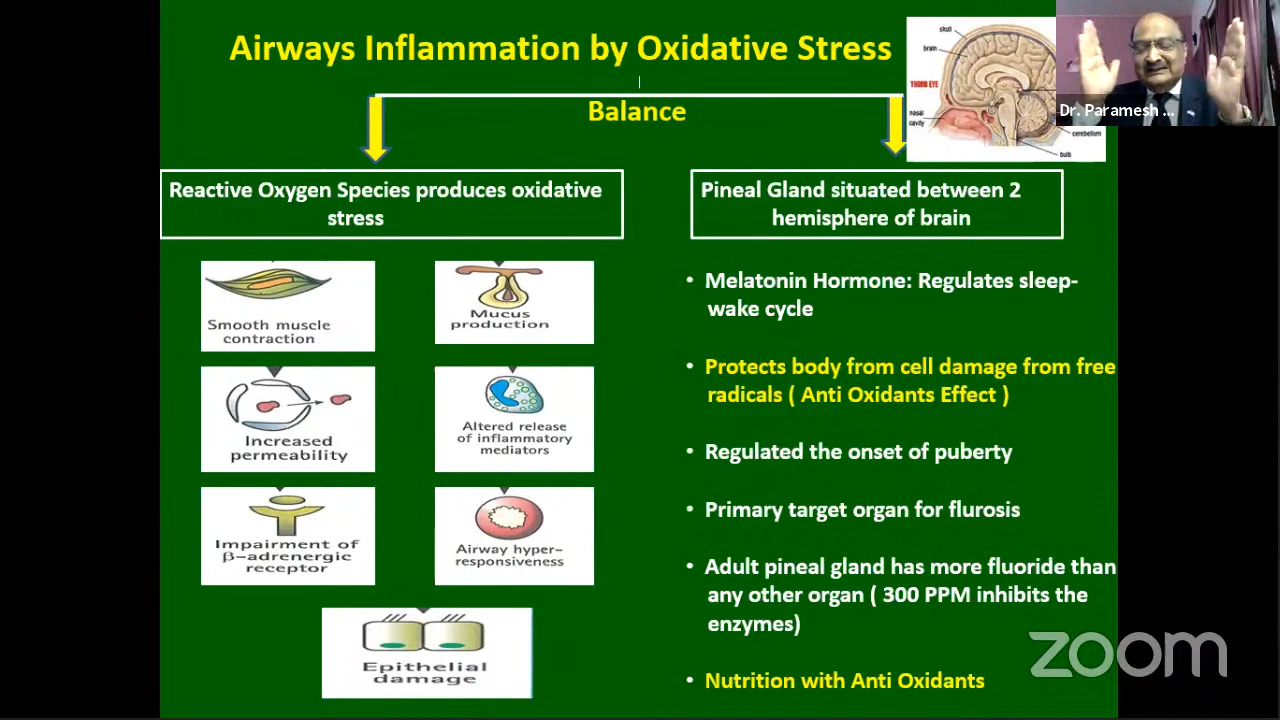 Airways Inflammation by Oxidative Stress
Balance
skull
brain
THIRD EYE
nasal
cavity
cerebellum
bulb
Dr. Paramesh ...
Reactive Oxygen Species produces oxidative
stress
Smooth muscle
contraction
Mucus
production
Increased
permeability
Altered release
of inflammatory
mediators
Impairment of
β-adrenergic
receptor
Airway hyper-
responsiveness
Epithelial
damage
Pineal Gland situated between 2
hemisphere of brain
• Melatonin Hormone: Regulates sleep-
wake cycle
• Protects body from cell damage from free
radicals ( Anti Oxidants Effect )
• Regulated the onset of puberty
• Primary target organ for flurosis
• Adult pineal gland has more fluoride than
any other organ ( 300 PPM inhibits the
enzymes)
• Nutrition with Anti Oxidants
zoom